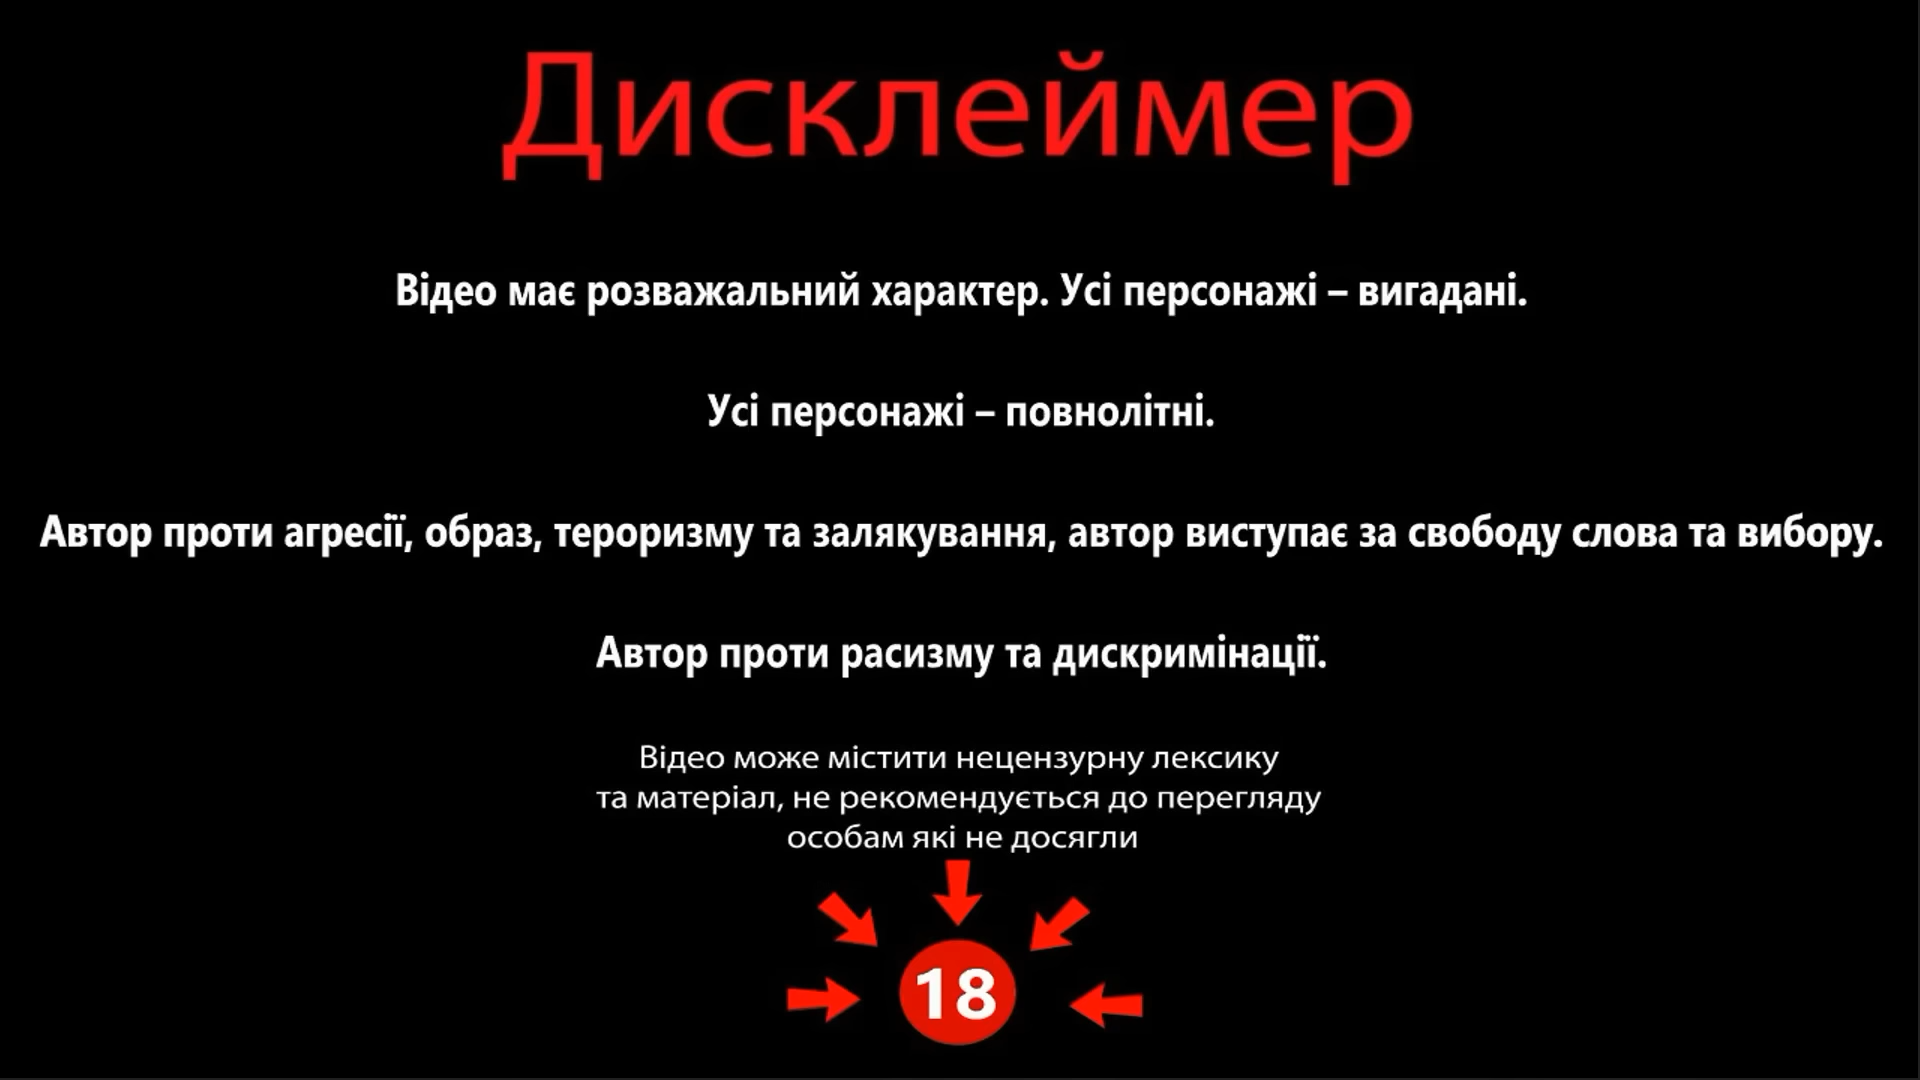 Дисклеймер
Відео має розважальний характер. Усі персонажі – вигадані.
Усі персонажі – повнолітні.
Автор проти агресії, образ, тероризму та залякування, автор виступає за свободу слова та вибору.
Автор проти расизму та дискримінації.
Відео може містити нецензурну лексику
та матеріал, не рекомендується до перегляду
особам які не досягли
18